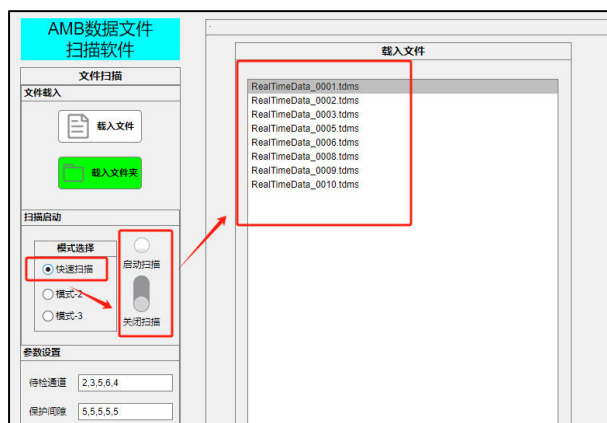 AMB数据文件
扫描软件
文件扫描
文件载入
载入文件
载入文件夹
扫描启动
模式选择
快速扫描
模式-2
模式-3
启动扫描
关闭扫描
参数设置
待检通道 2,3,5,6,4
保护间隙 5,5,5,5,5
载入文件
RealTimeData_0001.tdms
RealTimeData_0002.tdms
RealTimeData_0003.tdms
RealTimeData_0005.tdms
RealTimeData_0006.tdms
RealTimeData_0008.tdms
RealTimeData_0009.tdms
RealTimeData_0010.tdms